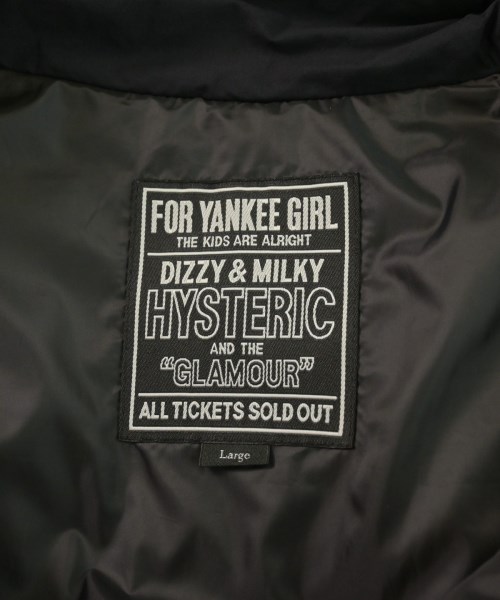 FOR YANKEE GIRL
THE KIDS ARE ALRIGHT
DIZZY & MILKY
HYSTERIC
AND THE
“GLAMOUR”
ALL TICKETS SOLD OUT
Large